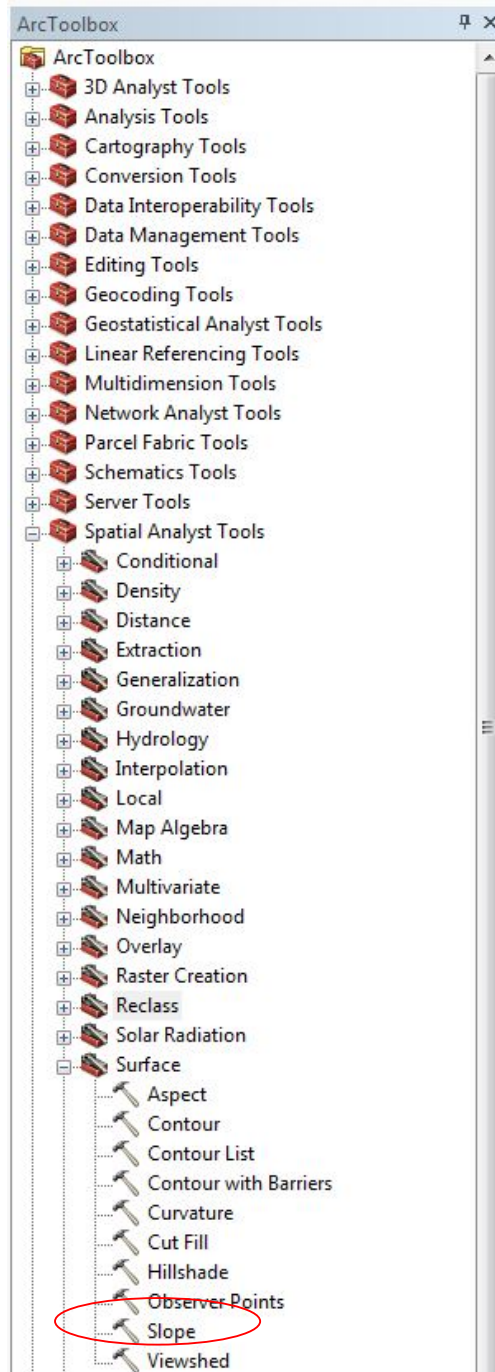 ArcToolbox
ArcToolbox
3D Analyst Tools
Analysis Tools
Cartography Tools
Conversion Tools
Data Interoperability Tools
Data Management Tools
Editing Tools
Geocoding Tools
Geostatistical Analyst Tools
Linear Referencing Tools
Multidimension Tools
Network Analyst Tools
Parcel Fabric Tools
Schematics Tools
Server Tools
Spatial Analyst Tools
Conditional
Density
Distance
Extraction
Generalization
Groundwater
Hydrology
Interpolation
Local
Map Algebra
Math
Multivariate
Neighborhood
Overlay
Raster Creation
Reclass
Solar Radiation
Surface
Aspect
Contour
Contour List
Contour with Barriers
Curvature
Cut Fill
Hillshade
Observer Points
Slope
Viewshed